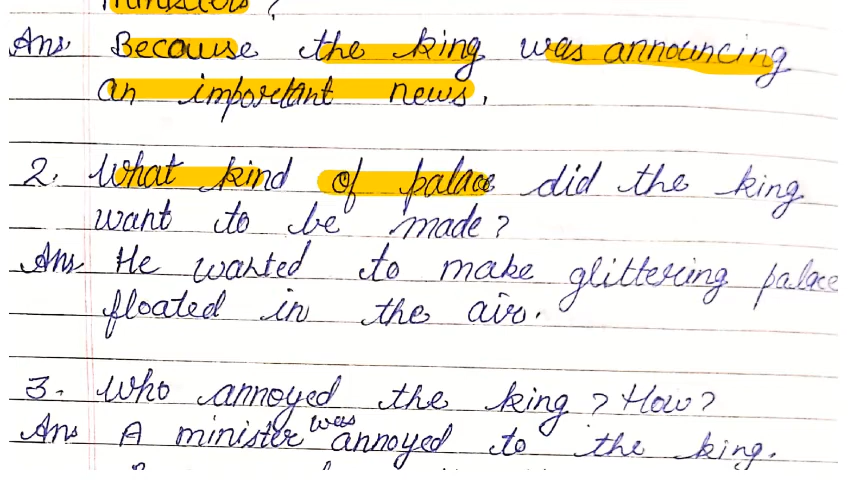 Ministers?
Ans. Because the king was announcing
an important news.
2. What kind of palace did the king
want to be made?
Ans He wanted to make glittering palace
floated in the air.
3. Who annoyed the king? How?
Ans A minister was annoyed to the king.